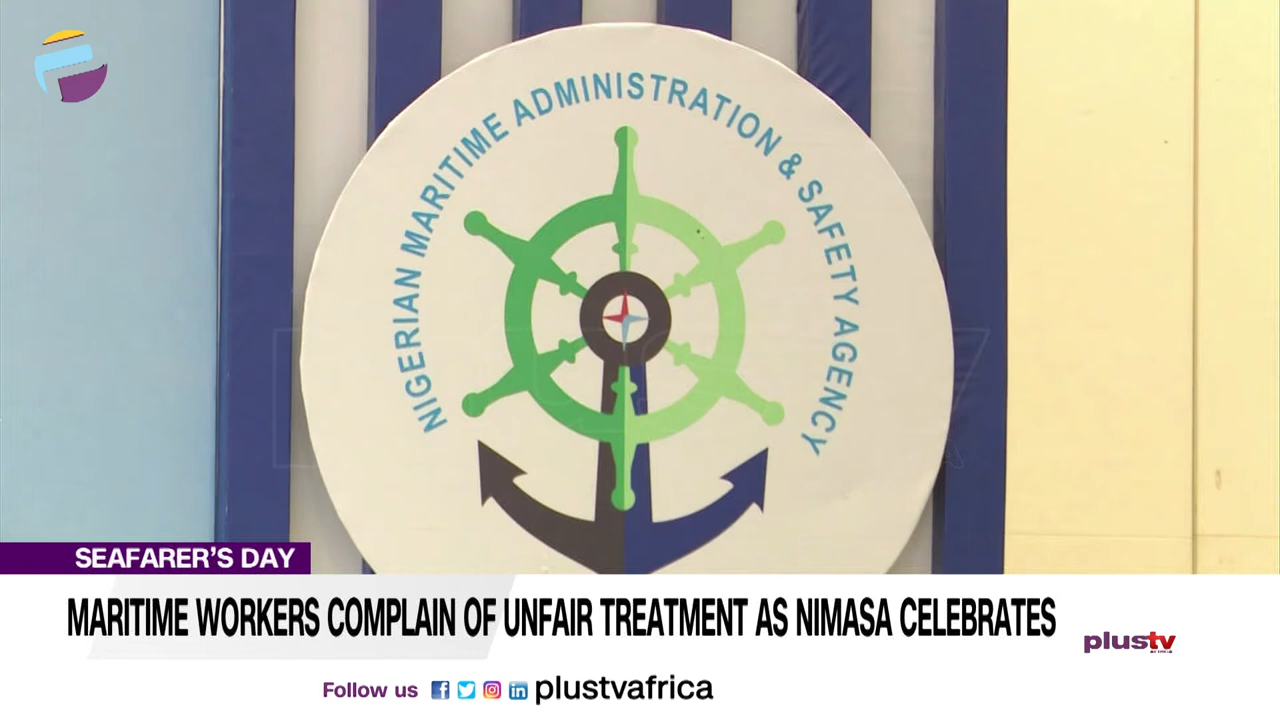 NIGERIAN MARITIME ADMINISTRATION & SAFETY AGENCY
SEAFARER'S DAY
MARITIME WORKERS COMPLAIN OF UNFAIR TREATMENT AS NIMASA CELEBRATES
plustv
Follow us plustvafrica